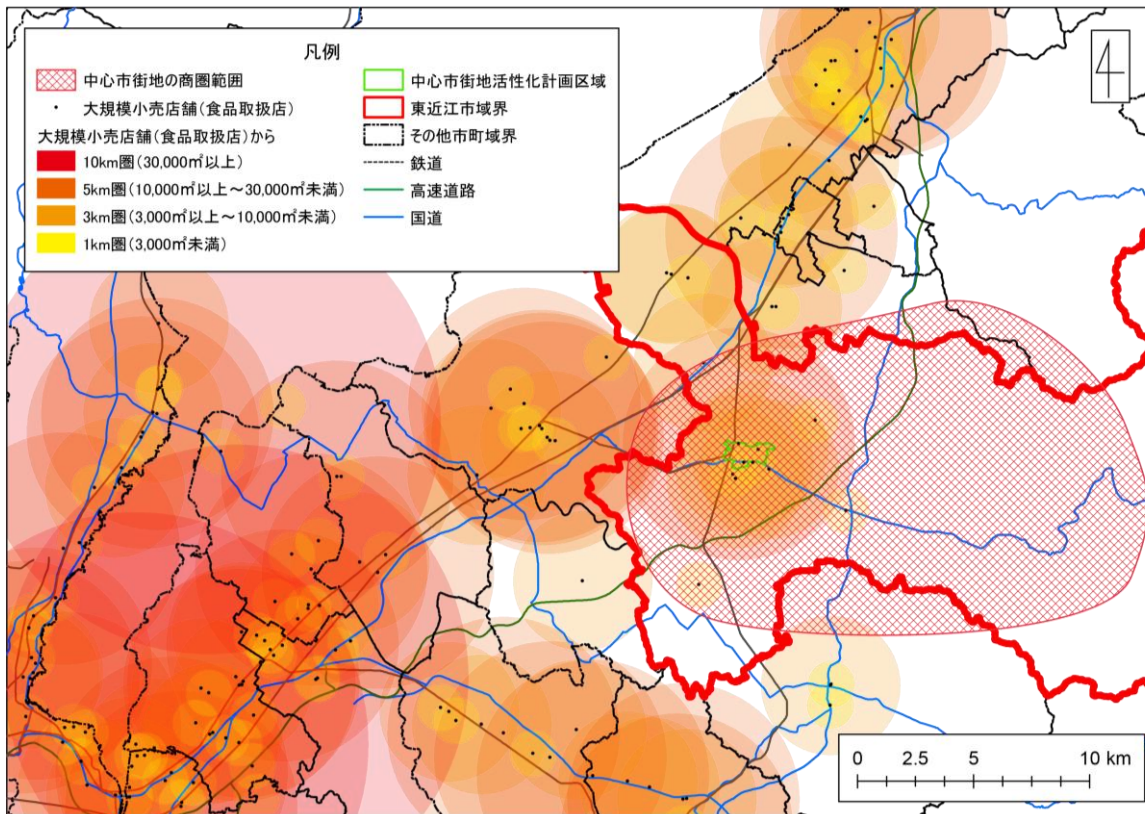 凡例
中心市街地の商圏範囲
大規模小売店舗(食品取扱店)
大規模小売店舗(食品取扱店)から
10km圏(30,000㎡以上)
5km圏(10,000㎡以上～30,000㎡未満)
3km圏(3,000㎡以上～10,000㎡未満)
1km圏(3,000㎡未満)
中心市街地活性化計画区域
東近江市域界
その他市町域界
鉄道
高速道路
国道
0 2.5 5 10 km